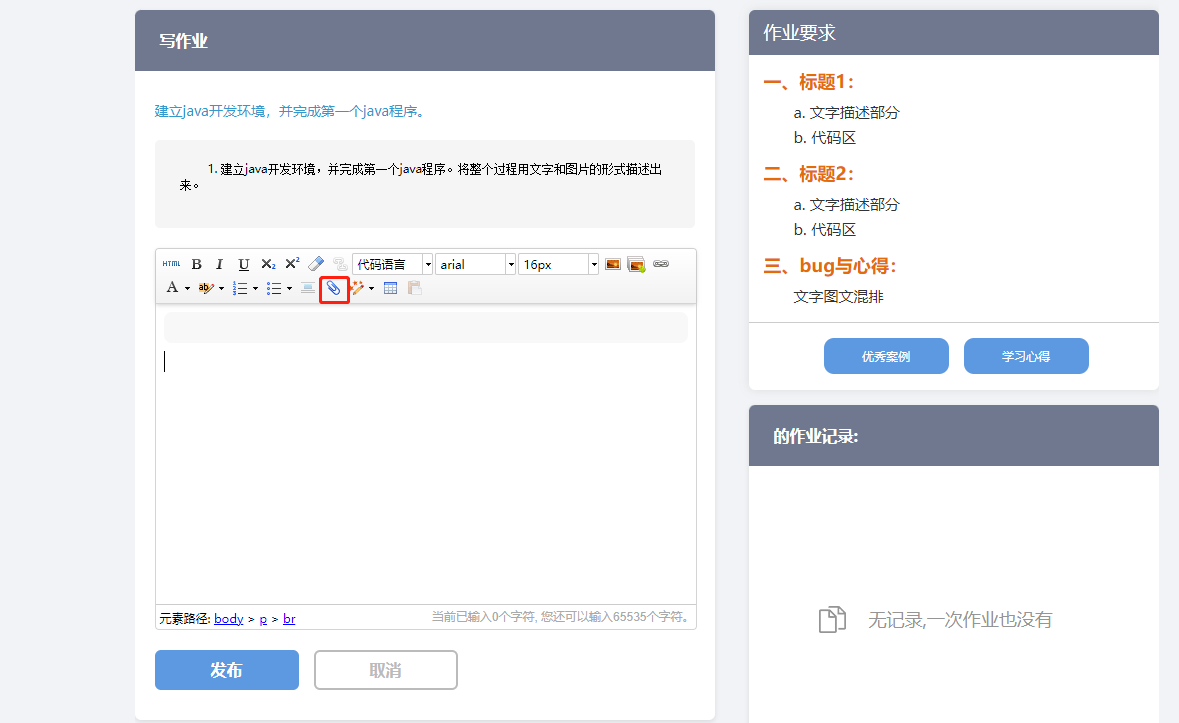 写作业
建立java开发环境，并完成第一个java程序。
1. 建立java开发环境，并完成第一个java程序。将整个过程用文字和图片的形式描述出
来。
HTML B I U X₂ X² 代码语言 arial 16px
A ab
元素路径: body > p > br
当前已输入0个字符, 您还可以输入65535个字符。
发布 取消
作业要求
一、标题1：
a. 文字描述部分
b. 代码区
二、标题2：
a. 文字描述部分
b. 代码区
三、bug与心得：
文字图文混排
优秀案例 学习心得
的作业记录:
无记录,一次作业也没有